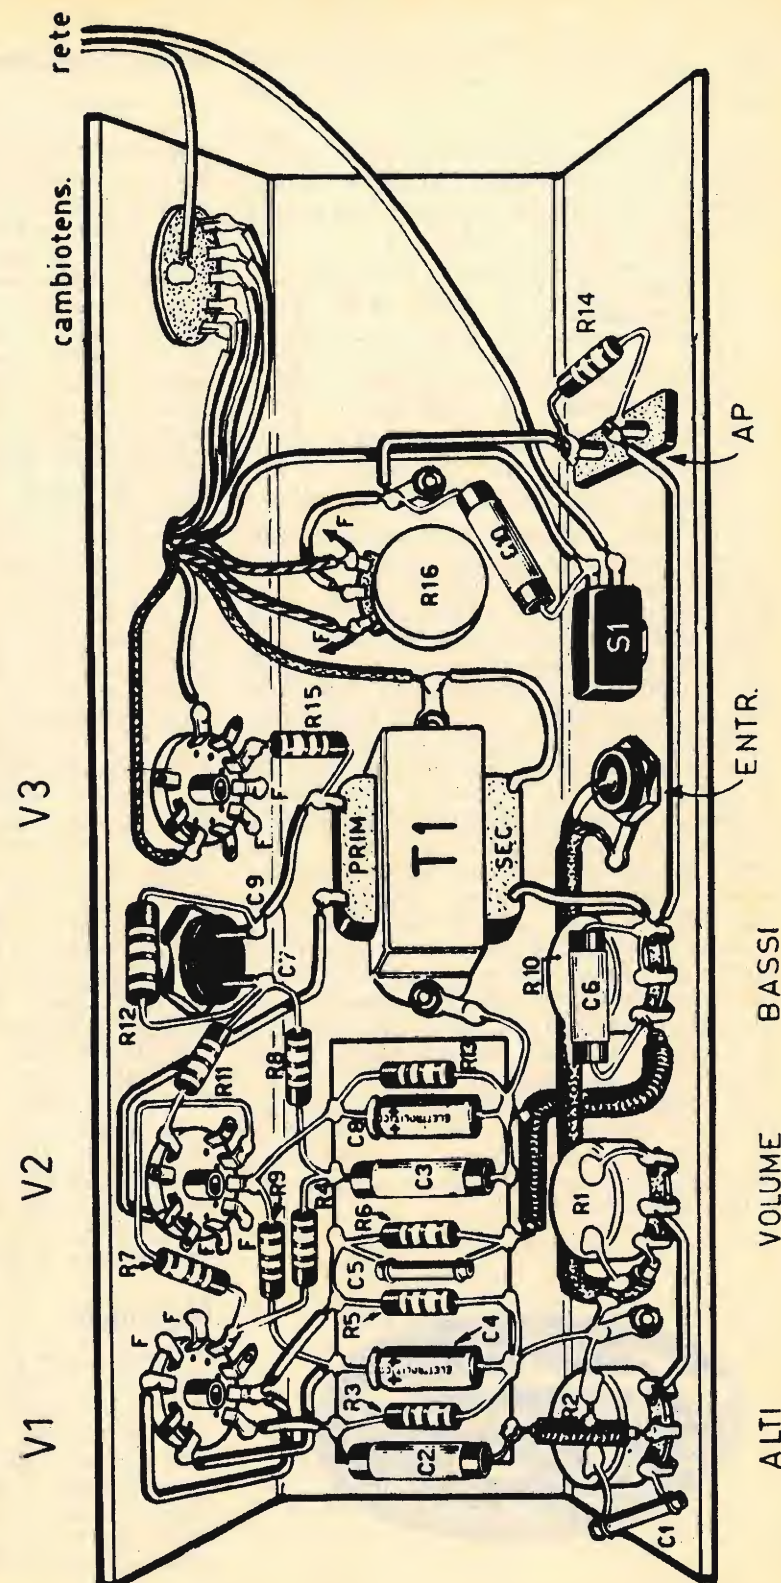 rete
cambiotens.
V3
V2
V1
R14
AP
F
R16
F
C10
S1
R15
F
F
PRIM
T1
SEC
ENTR.
C9
C7
R12
R11
R8
R10
C6
BASSI
R13
C8
ELETTROLITICO
C3
R4
R9
F
F
R6
C5
R5
R7
F
F
C4
ELETTROLITICO
R3
C2
R1
VOLUME
R2
C1
ALTI